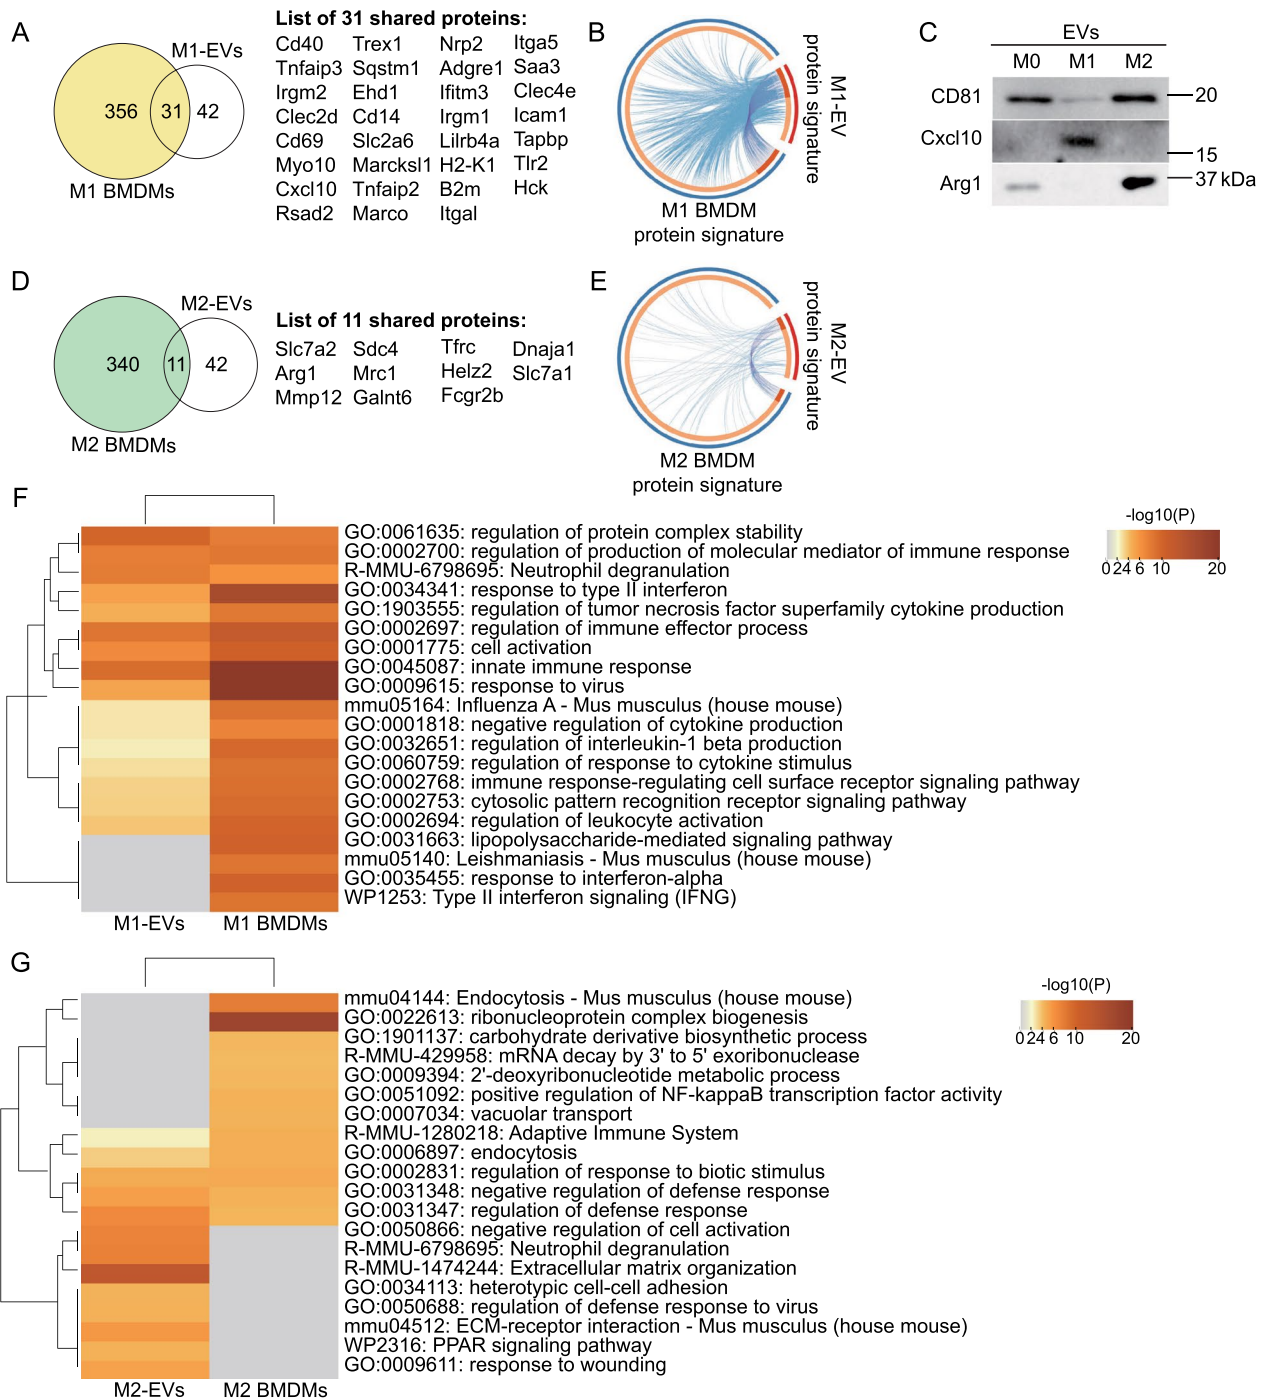 A
M1-EVs
356
31
42
M1 BMDMs
List of 31 shared proteins:
Cd40 Trex1 Nrp2 Itga5
Tnfaip3 Sqstm1 Adgre1 Saa3
Irgm2 Ehd1 Ifitm3 Clec4e
Clec2d Cd14 Irgm1 Icam1
Cd69 Slc2a6 Lilrb4a Tapbp
Myo10 Marcksl1 H2-K1 Tlr2
Cxcl10 Tnfaip2 B2m Hck
Rsad2 Marco Itgal
B
M1-EV
protein signature
M1 BMDM
protein signature
C
EVs
M0 M1 M2
CD81
20
Cxcl10
15
Arg1
37 kDa
D
M2-EVs
340
11
42
M2 BMDMs
List of 11 shared proteins:
Slc7a2 Sdc4 Tfrc Dnaja1
Arg1 Mrc1 Helz2 Slc7a1
Mmp12 Galnt6 Fcgr2b
E
M2-EV
protein signature
M2 BMDM
protein signature
F
GO:0061635: regulation of protein complex stability
GO:0002700: regulation of production of molecular mediator of immune response
R-MMU-6798695: Neutrophil degranulation
GO:0034341: response to type II interferon
GO:1903555: regulation of tumor necrosis factor superfamily cytokine production
GO:0002697: regulation of immune effector process
GO:0001775: cell activation
GO:0045087: innate immune response
GO:0009615: response to virus
mmu05164: Influenza A - Mus musculus (house mouse)
GO:0001818: negative regulation of cytokine production
GO:0032651: regulation of interleukin-1 beta production
GO:0060759: regulation of response to cytokine stimulus
GO:0002768: immune response-regulating cell surface receptor signaling pathway
GO:0002753: cytosolic pattern recognition receptor signaling pathway
GO:0002694: regulation of leukocyte activation
GO:0031663: lipopolysaccharide-mediated signaling pathway
mmu05140: Leishmaniasis - Mus musculus (house mouse)
GO:0035455: response to interferon-alpha
WP1253: Type II interferon signaling (IFNG)
M1-EVs M1 BMDMs
-log10(P)
0 2 4 6 10 20
G
mmu04144: Endocytosis - Mus musculus (house mouse)
GO:0022613: ribonucleoprotein complex biogenesis
GO:1901137: carbohydrate derivative biosynthetic process
R-MMU-429958: mRNA decay by 3' to 5' exoribonuclease
GO:0009394: 2'-deoxyribonucleotide metabolic process
GO:0051092: positive regulation of NF-kappaB transcription factor activity
GO:0007034: vacuolar transport
R-MMU-1280218: Adaptive Immune System
GO:0006897: endocytosis
GO:0002831: regulation of response to biotic stimulus
GO:0031348: negative regulation of defense response
GO:0031347: regulation of defense response
GO:0050866: negative regulation of cell activation
R-MMU-6798695: Neutrophil degranulation
R-MMU-1474244: Extracellular matrix organization
GO:0034113: heterotypic cell-cell adhesion
GO:0050688: regulation of defense response to virus
mmu04512: ECM-receptor interaction - Mus musculus (house mouse)
WP2316: PPAR signaling pathway
GO:0009611: response to wounding
M2-EVs M2 BMDMs
-log10(P)
0 2 4 6 10 20